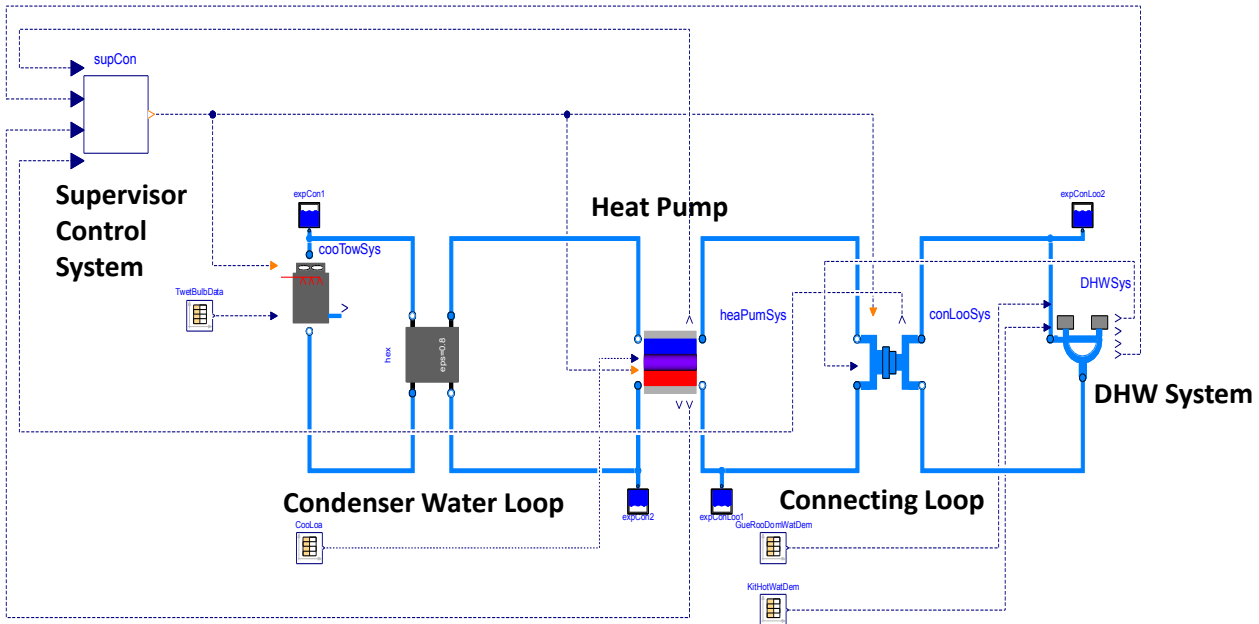 supCon
Supervisor
Control
System
expCon1
Heat Pump
expConLoo2
cooTowSys
TwetBulbData
DHWSys
heaPumSys
conLooSys
hex
eps=0.8
DHW System
Condenser Water Loop
Connecting Loop
expCon2
expConLoo1
CooLoa
GueRooDomWatDem
KitHotWatDem